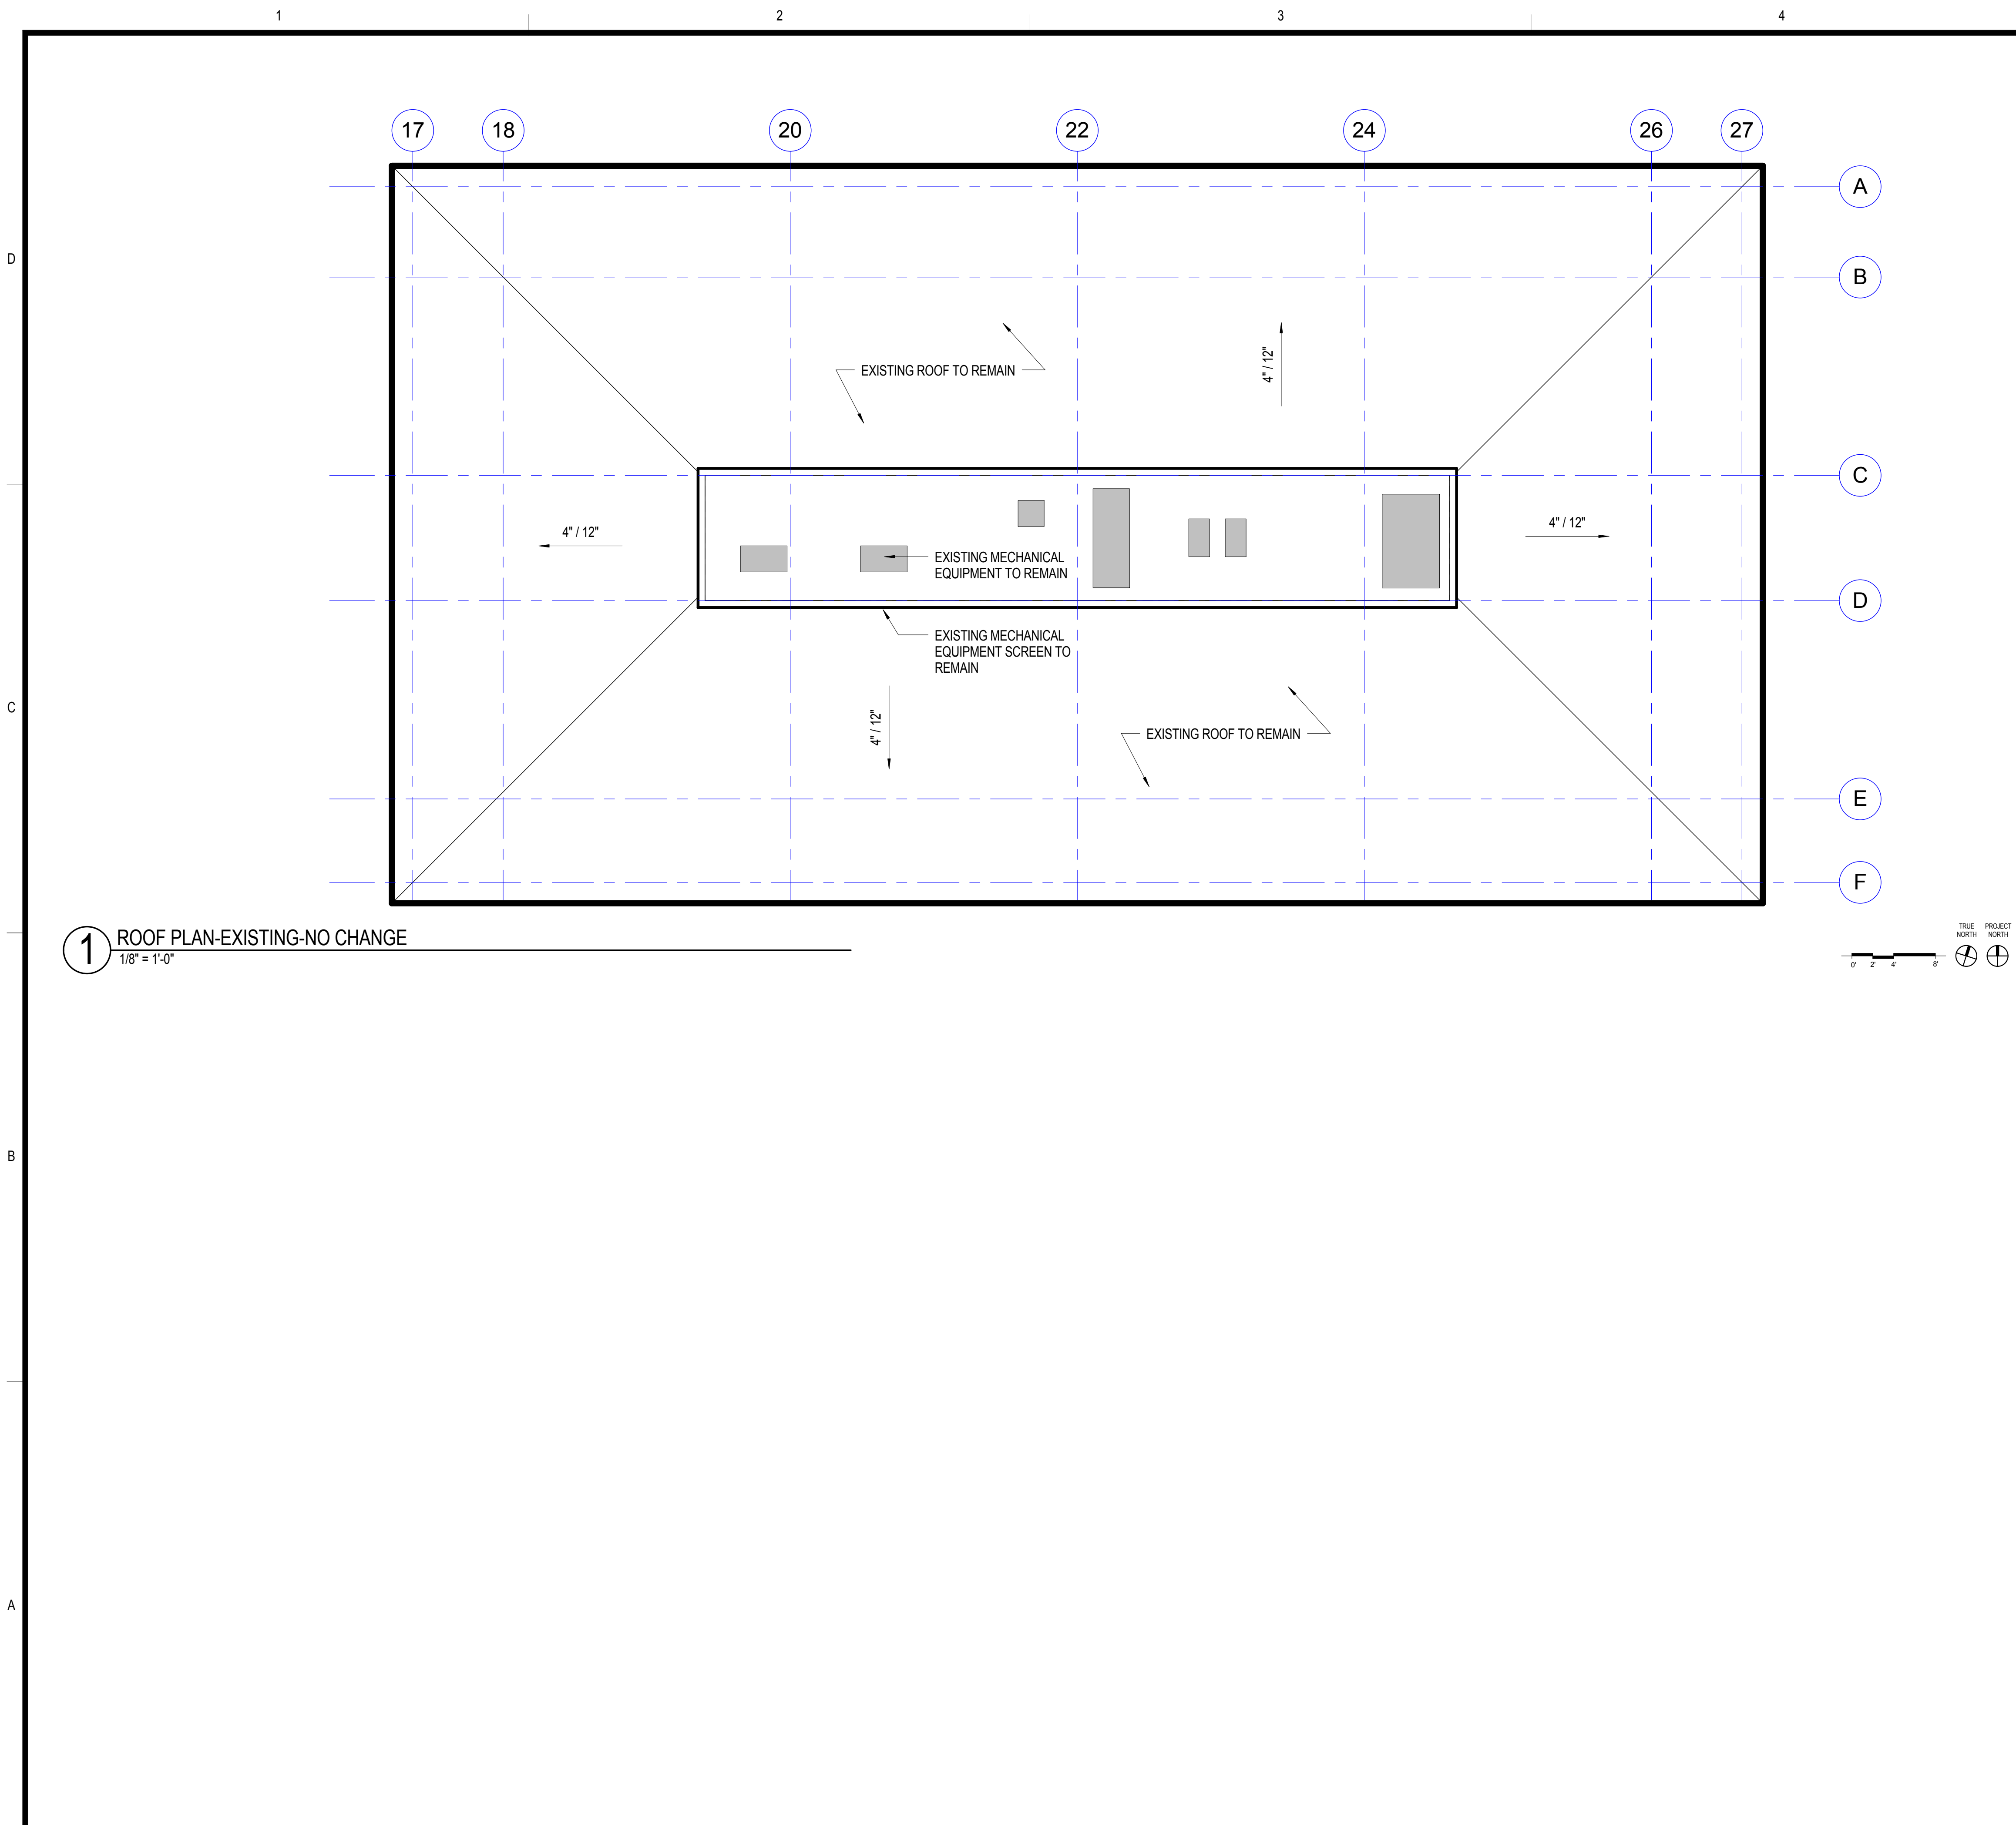 1 2 3 4
17 18 20 22 24 26 27
A
B
D
4" / 12"
EXISTING ROOF TO REMAIN
C
4" / 12"
4" / 12"
EXISTING MECHANICAL
EQUIPMENT TO REMAIN
D
EXISTING MECHANICAL
EQUIPMENT SCREEN TO
REMAIN
C
4" / 12"
EXISTING ROOF TO REMAIN
E
F
1
ROOF PLAN-EXISTING-NO CHANGE
1/8" = 1'-0"
0' 2' 4' 8'
TRUE
NORTH
PROJECT
NORTH
B
A